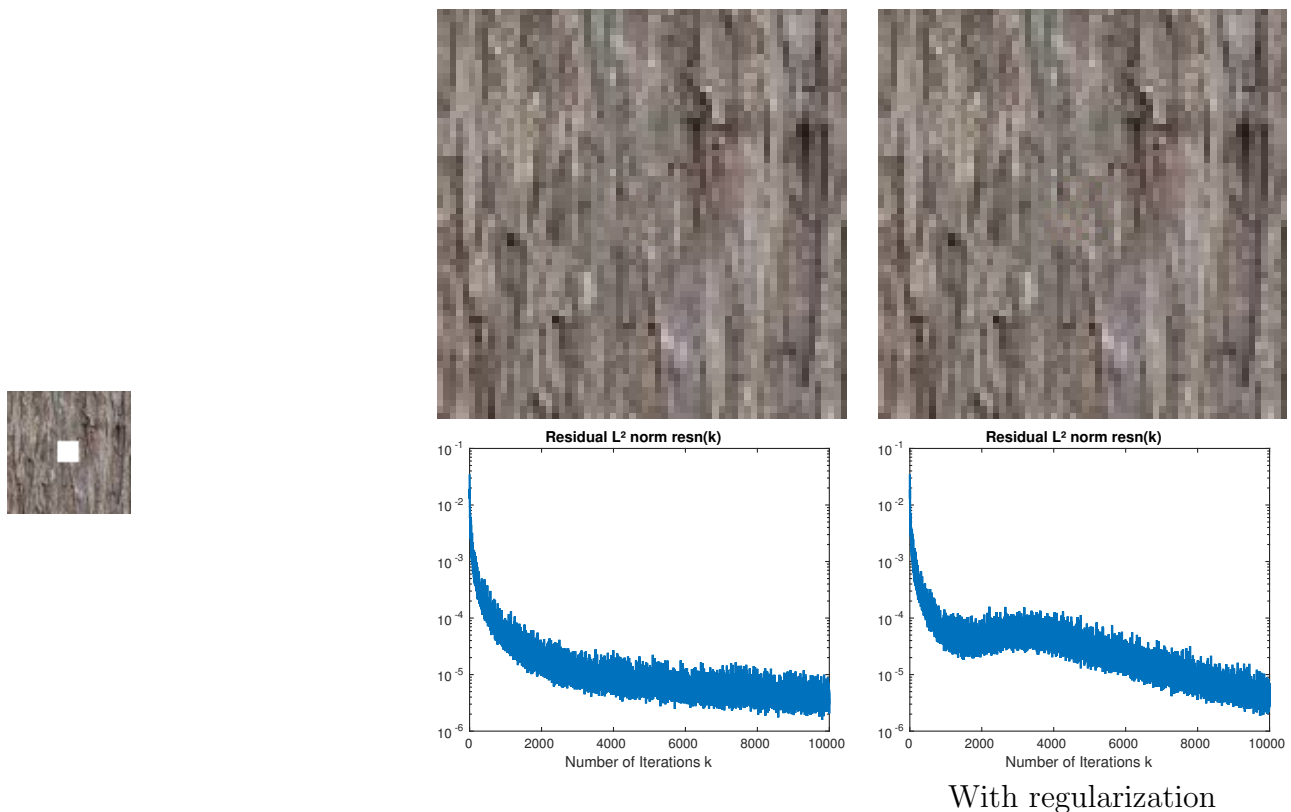 Residual L² norm resn(k)
10⁻¹
10⁻²
10⁻³
10⁻⁴
10⁻⁵
10⁻⁶
0 2000 4000 6000 8000 10000
Number of Iterations k
Residual L² norm resn(k)
10⁻¹
10⁻²
10⁻³
10⁻⁴
10⁻⁵
10⁻⁶
0 2000 4000 6000 8000 10000
Number of Iterations k
With regularization